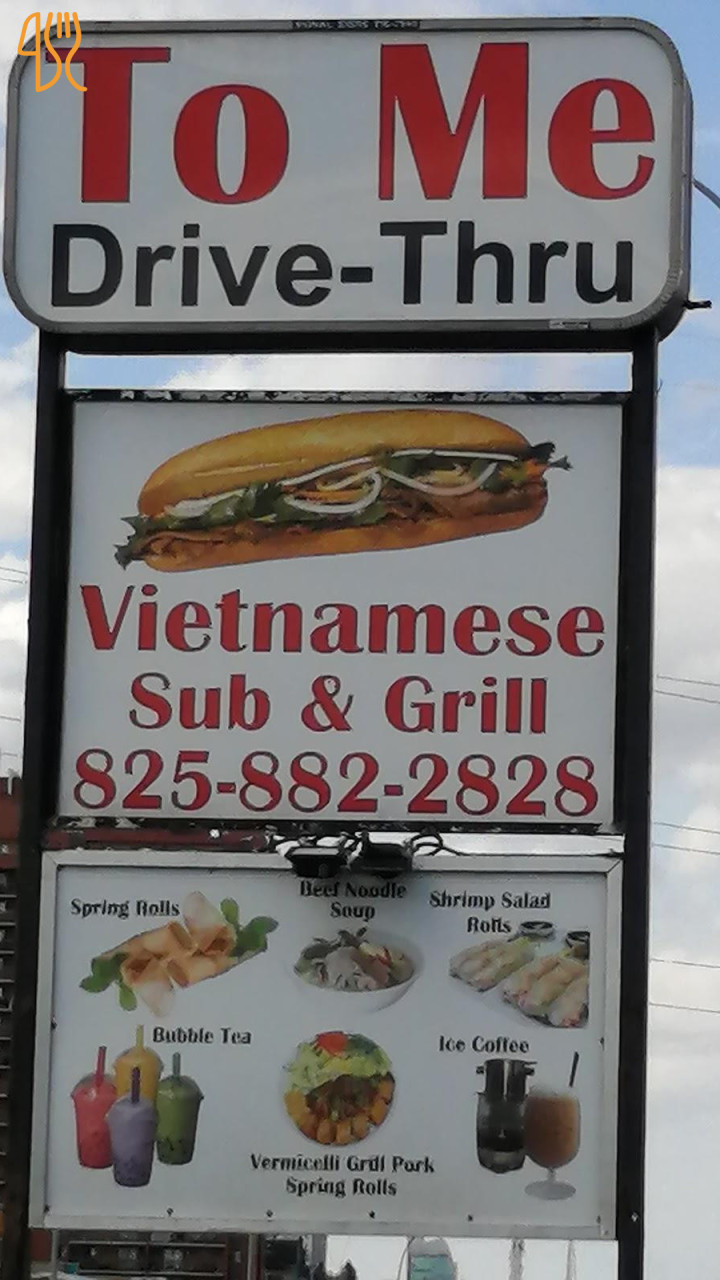 To Me
Drive-Thru
Vietnamese
Sub & Grill
825-882-2828
Spring Rolls
Beef Noodle
Soup
Shrimp Salad
Rolls
Bubble Tea
Ice Coffee
Vermicelli Grill Pork
Spring Rolls